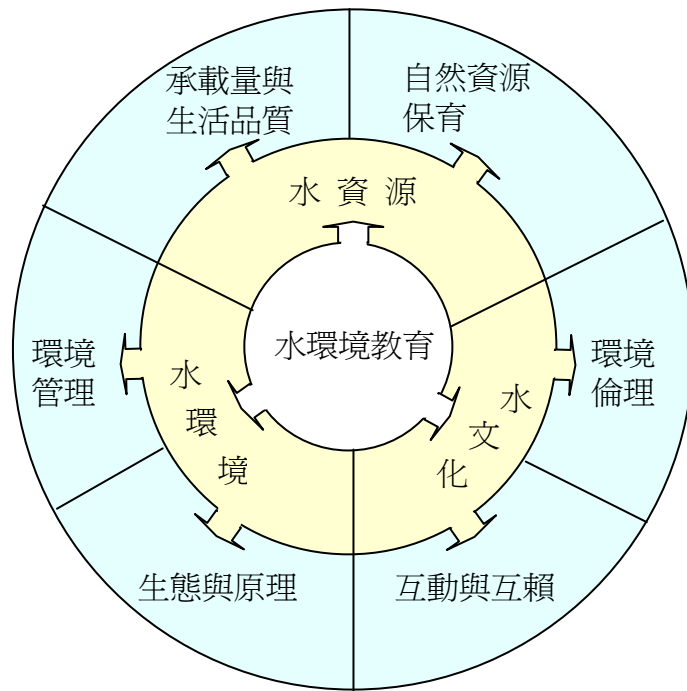 承載量與
生活品質
自然資源
保育
水資源
環境
管理
水環境教育
環境
倫理
水環境
水文化
生態與原理
互動與互賴